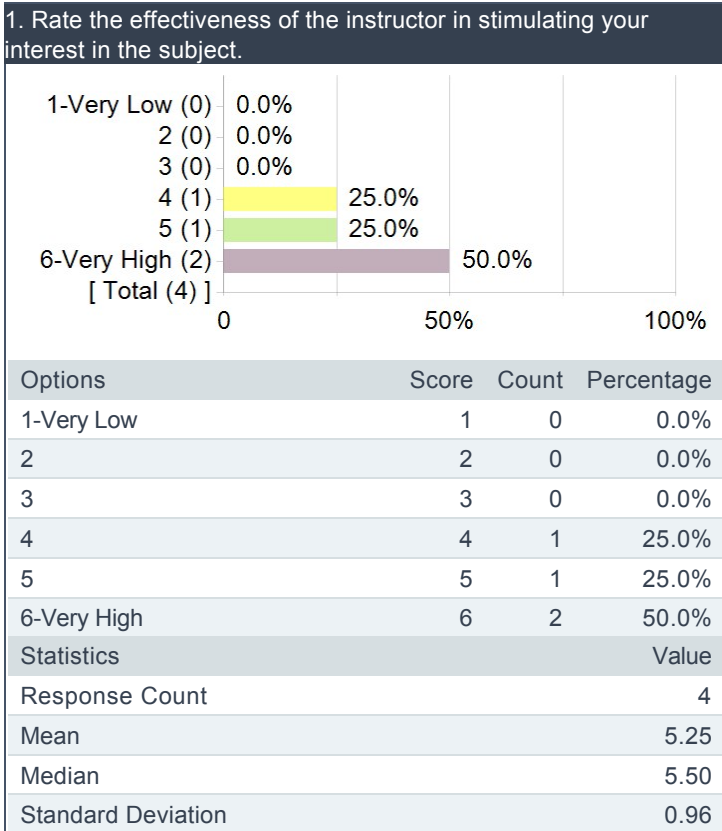 1. Rate the effectiveness of the instructor in stimulating your
interest in the subject.
1-Very Low (0) 0.0%
2 (0) 0.0%
3 (0) 0.0%
4 (1) 25.0%
5 (1) 25.0%
6-Very High (2) 50.0%
[ Total (4) ]
0 50% 100%
Options Score Count Percentage
1-Very Low 1 0 0.0%
2 2 0 0.0%
3 3 0 0.0%
4 4 1 25.0%
5 5 1 25.0%
6-Very High 6 2 50.0%
Statistics Value
Response Count 4
Mean 5.25
Median 5.50
Standard Deviation 0.96